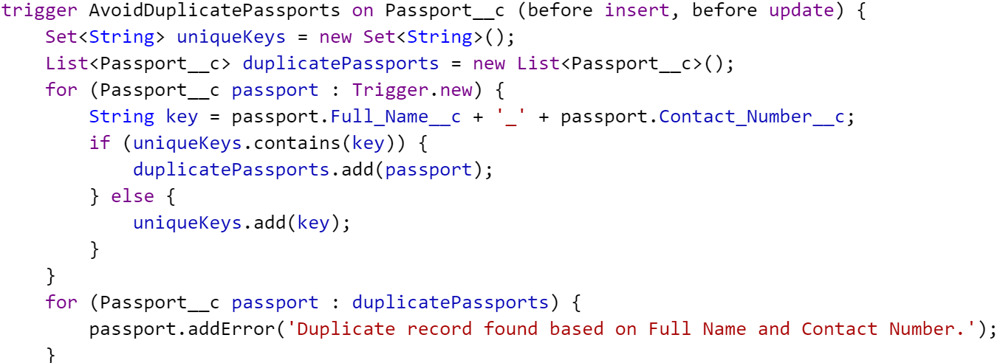 trigger AvoidDuplicatePassports on Passport__c (before insert, before update) {
    Set<String> uniqueKeys = new Set<String>();
    List<Passport__c> duplicatePassports = new List<Passport__c>();
    for (Passport__c passport : Trigger.new) {
        String key = passport.Full_Name__c + '_' + passport.Contact_Number__c;
        if (uniqueKeys.contains(key)) {
            duplicatePassports.add(passport);
        } else {
            uniqueKeys.add(key);
        }
    }
    for (Passport__c passport : duplicatePassports) {
        passport.addError('Duplicate record found based on Full Name and Contact Number.');
    }